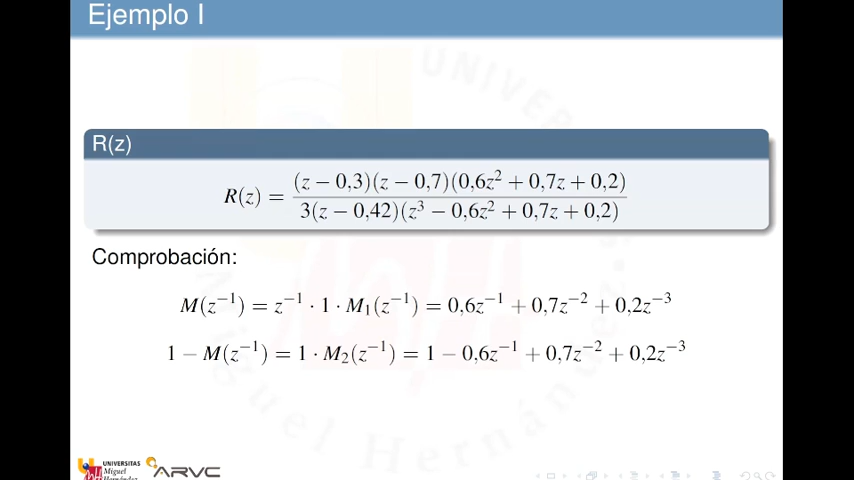 Ejemplo I
R(z)
R(z) = (z − 0,3)(z − 0,7)(0,6z² + 0,7z + 0,2)
3(z − 0,42)(z³ − 0,6z² + 0,7z + 0,2)
Comprobación:
M(z⁻¹) = z⁻¹ · 1 · M₁(z⁻¹) = 0,6z⁻¹ + 0,7z⁻² + 0,2z⁻³
1 − M(z⁻¹) = 1 · M₂(z⁻¹) = 1 − 0,6z⁻¹ + 0,7z⁻² + 0,2z⁻³
UNIVERSITAS
Miguel
Hernández
ARVC